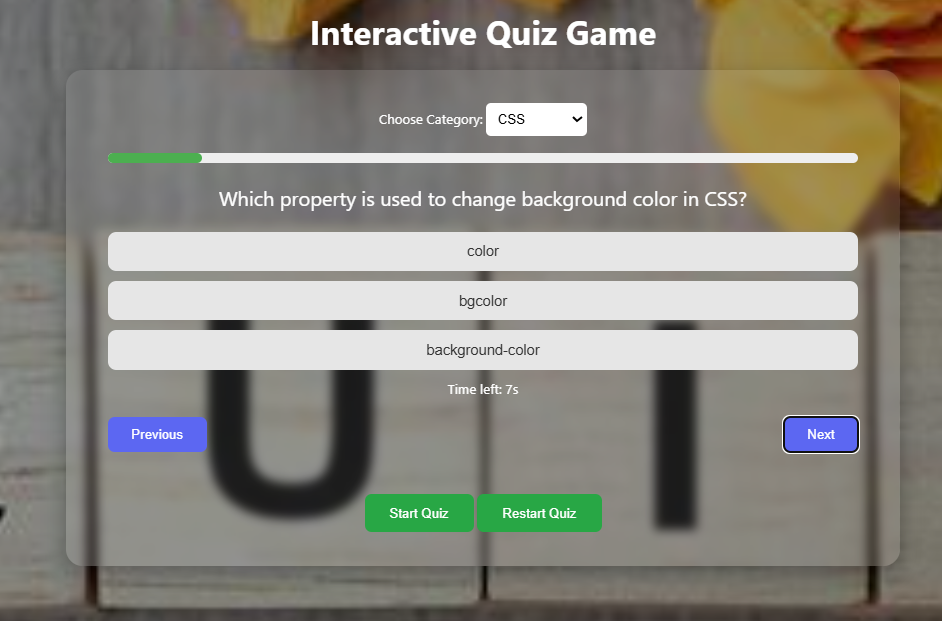 Interactive Quiz Game
Choose Category: CSS
Which property is used to change background color in CSS?
color
bgcolor
background-color
Time left: 7s
Previous
Next
Start Quiz
Restart Quiz
U I